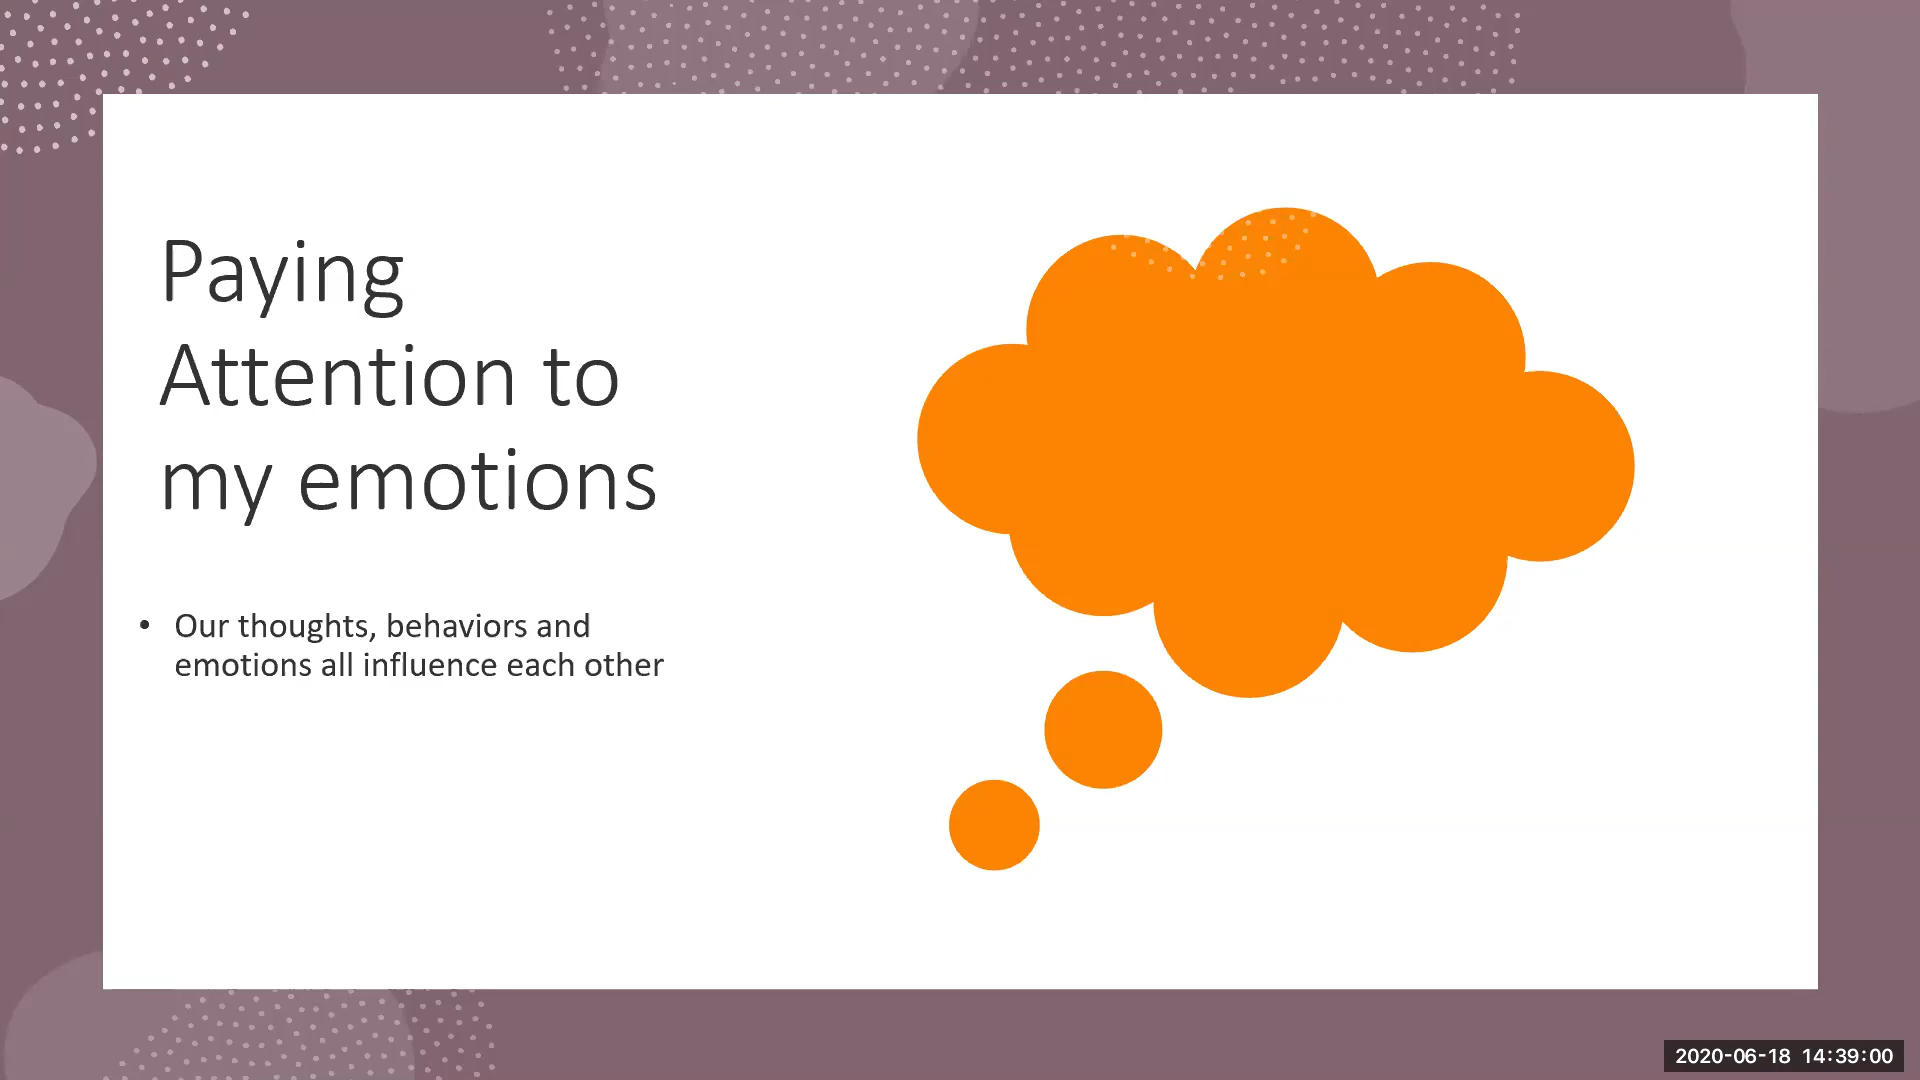 Paying
Attention to
my emotions
• Our thoughts, behaviors and
emotions all influence each other
2020-06-18 14:39:00